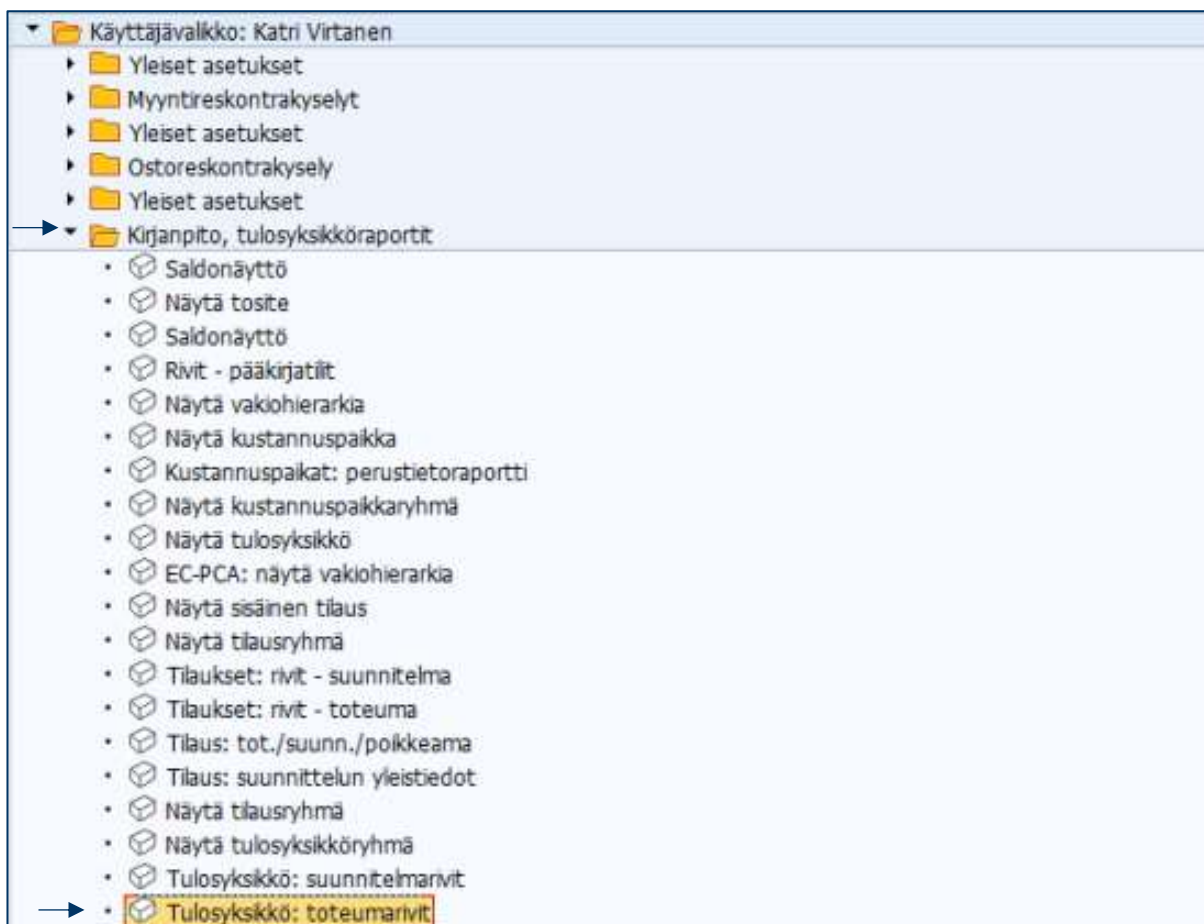 Käyttäjävalikko: Katri Virtanen
Yleiset asetukset
Myyntireskontrakyselyt
Yleiset asetukset
Ostoreskontrakysely
Yleiset asetukset
Kirjanpito, tulosyksikköraportit
Saldonäyttö
Näytä tosite
Saldonäyttö
Rivit - pääkirjatilit
Näytä vakiohierarkia
Näytä kustannuspaikka
Kustannuspaikat: perustietoraportti
Näytä kustannuspaikkaryhmä
Näytä tulosyksikkö
EC-PCA: näytä vakiohierarkia
Näytä sisäinen tilaus
Näytä tilausryhmä
Tilaukset: rivit - suunnitelma
Tilaukset: rivit - toteuma
Tilaus: tot./suunn./poikkeama
Tilaus: suunnittelun yleistiedot
Näytä tilausryhmä
Näytä tulosyksikköryhmä
Tulosyksikkö: suunnitelmarivit
Tulosyksikkö: toteumarivit